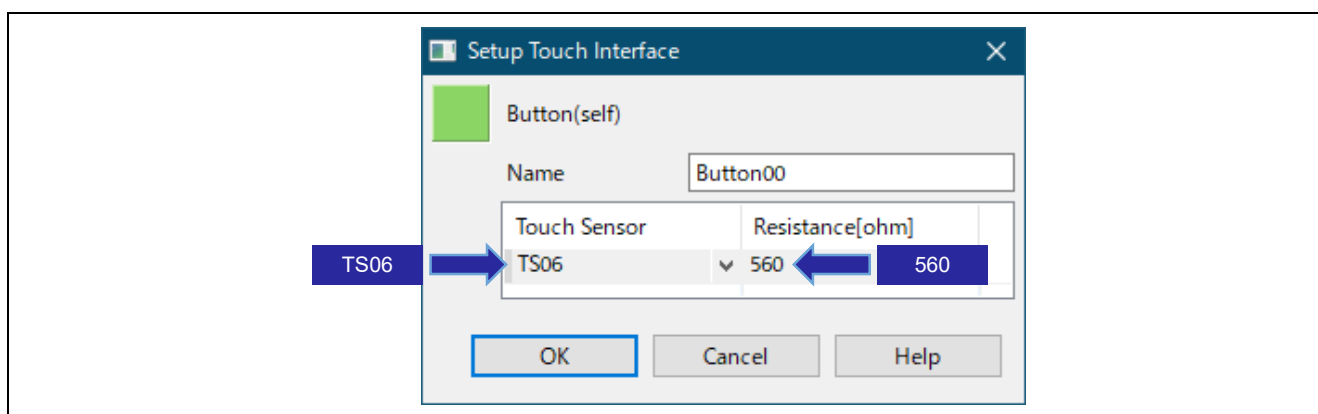 Setup Touch Interface
Button(self)
Name Button00
Touch Sensor Resistance[ohm]
TS06 TS06 560 560
OK Cancel Help